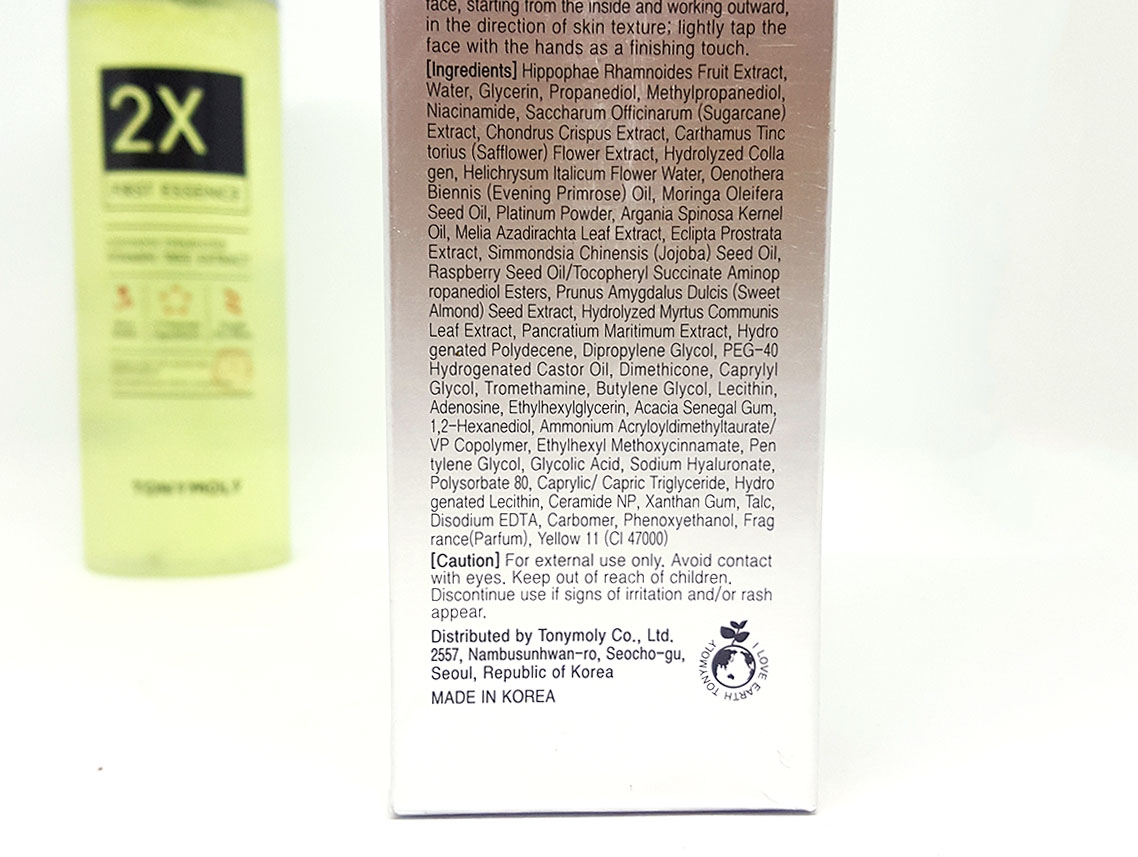 2X
FIRST ESSENCE
TONYMOLY
face, starting from the inside and working outward,
in the direction of skin texture; lightly tap the
face with the hands as a finishing touch.
[Ingredients] Hippophae Rhamnoides Fruit Extract,
Water, Glycerin, Propanediol, Methylpropanediol,
Niacinamide, Saccharum Officinarum (Sugarcane)
Extract, Chondrus Crispus Extract, Carthamus Tinc
torius (Safflower) Flower Extract, Hydrolyzed Colla
gen, Helichrysum Italicum Flower Water, Oenothera
Biennis (Evening Primrose) Oil, Moringa Oleifera
Seed Oil, Platinum Powder, Argania Spinosa Kernel
Oil, Melia Azadirachta Leaf Extract, Eclipta Prostrata
Extract, Simmondsia Chinensis (Jojoba) Seed Oil,
Raspberry Seed Oil/Tocopheryl Succinate Aminop
ropanediol Esters, Prunus Amygdalus Dulcis (Sweet
Almond) Seed Extract, Hydrolyzed Myrtus Communis
Leaf Extract, Pancratium Maritimum Extract, Hydro
genated Polydecene, Dipropylene Glycol, PEG-40
Hydrogenated Castor Oil, Dimethicone, Caprylyl
Glycol, Tromethamine, Butylene Glycol, Lecithin,
Adenosine, Ethylhexylglycerin, Acacia Senegal Gum,
1,2-Hexanediol, Ammonium Acryloyldimethyltaurate/
VP Copolymer, Ethylhexyl Methoxycinnamate, Pen
tylene Glycol, Glycolic Acid, Sodium Hyaluronate,
Polysorbate 80, Caprylic/ Capric Triglyceride, Hydro
genated Lecithin, Ceramide NP, Xanthan Gum, Talc,
Disodium EDTA, Carbomer, Phenoxyethanol, Frag
rance(Parfum), Yellow 11 (CI 47000)
[Caution] For external use only. Avoid contact
with eyes. Keep out of reach of children.
Discontinue use if signs of irritation and/or rash
appear.
Distributed by Tonymoly Co., Ltd.
2557, Nambusunhwan-ro, Seocho-gu,
Seoul, Republic of Korea
MADE IN KOREA
I LOVE EARTH TONYMOLY